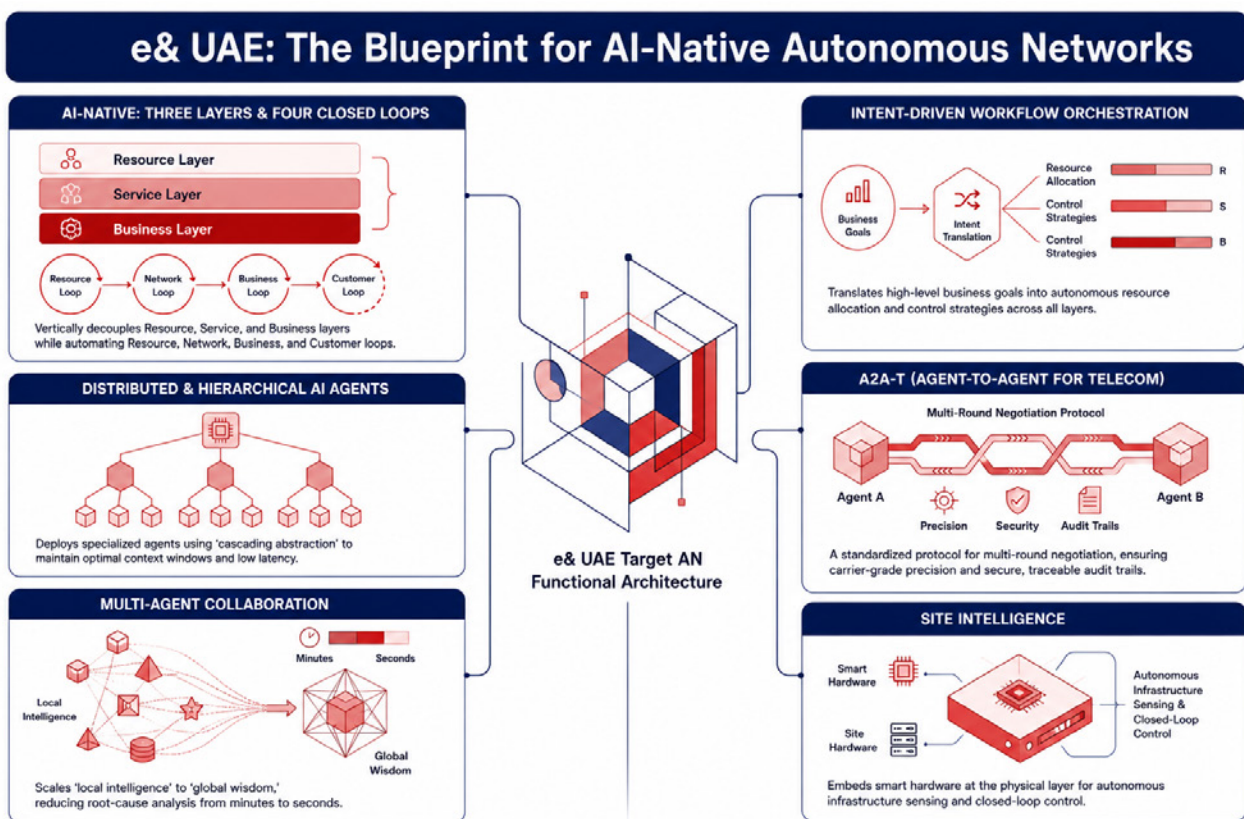 e& UAE: The Blueprint for AI-Native Autonomous Networks
AI-NATIVE: THREE LAYERS & FOUR CLOSED LOOPS
Resource Layer
Service Layer
Business Layer
Resource
Loop
Network
Loop
Business
Loop
Customer
Loop
Vertically decouples Resource, Service, and Business layers
while automating Resource, Network, Business, and Customer loops.
DISTRIBUTED & HIERARCHICAL AI AGENTS
Deploys specialized agents using ‘cascading abstraction’ to
maintain optimal context windows and low latency.
MULTI-AGENT COLLABORATION
Minutes
Seconds
Local
Intelligence
Global
Wisdom
Scales ‘local intelligence’ to ‘global wisdom,’
reducing root-cause analysis from minutes to seconds.
e& UAE Target AN
Functional Architecture
INTENT-DRIVEN WORKFLOW ORCHESTRATION
Business
Goals
Intent
Translation
Resource
Allocation
R
Control
Strategies
S
Control
Strategies
B
Translates high-level business goals into autonomous resource
allocation and control strategies across all layers.
A2A-T (AGENT-TO-AGENT FOR TELECOM)
Multi-Round Negotiation Protocol
Agent A
Agent B
Precision
Security
Audit Trails
A standardized protocol for multi-round negotiation, ensuring
carrier-grade precision and secure, traceable audit trails.
SITE INTELLIGENCE
Smart
Hardware
Site
Hardware
Autonomous
Infrastructure
Sensing &
Closed-Loop
Control
Embeds smart hardware at the physical layer for autonomous
infrastructure sensing and closed-loop control.